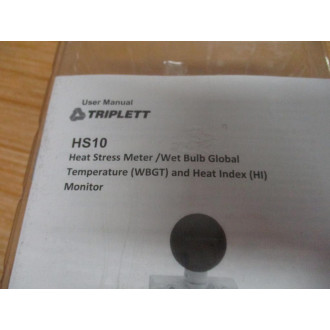 User Manual
TRIPLETT
HS10
Heat Stress Meter /Wet Bulb Global
Temperature (WBGT) and Heat Index (HI)
Monitor